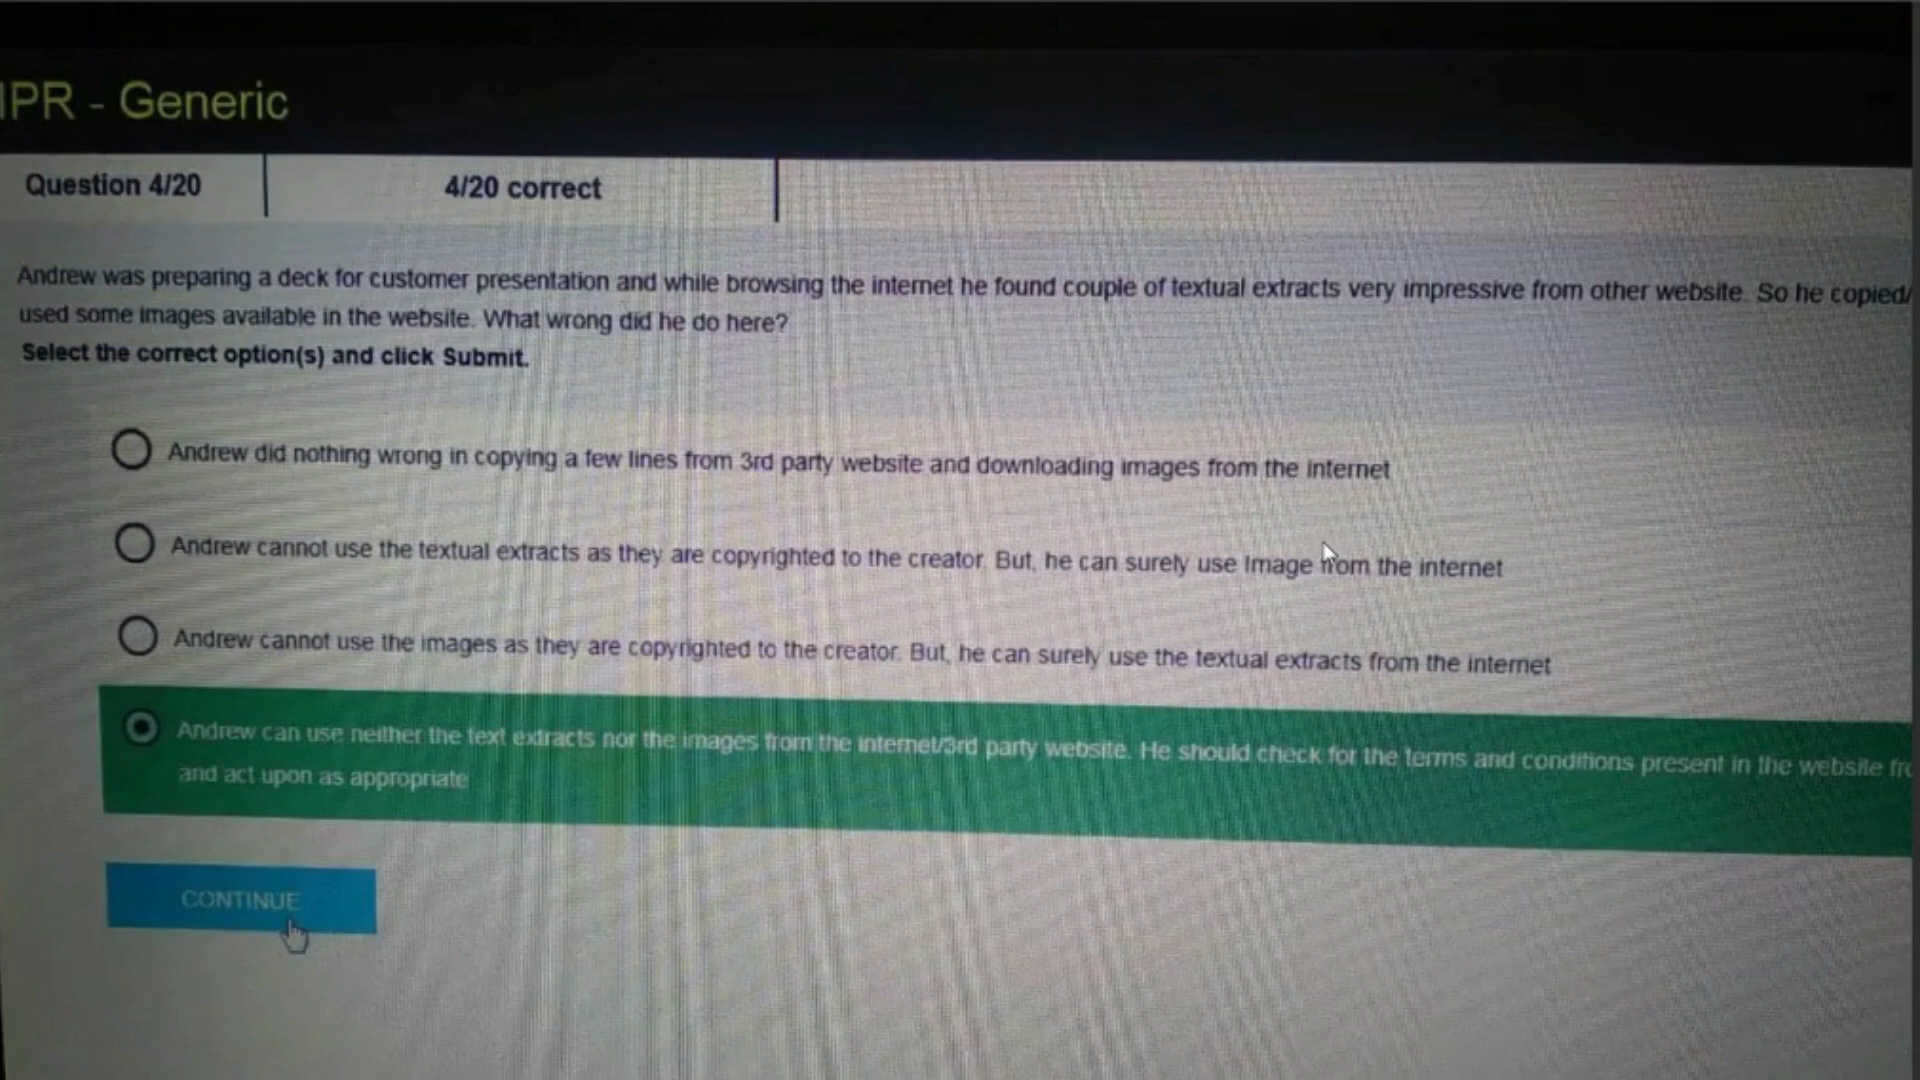 IPR - Generic
Question 4/20
4/20 correct
Andrew was preparing a deck for customer presentation and while browsing the internet he found couple of textual extracts very impressive from other website. So he copied/
used some images available in the website. What wrong did he do here?
Select the correct option(s) and click Submit.
Andrew did nothing wrong in copying a few lines from 3rd party website and downloading images from the internet
Andrew cannot use the textual extracts as they are copyrighted to the creator. But, he can surely use Image from the internet
Andrew cannot use the images as they are copyrighted to the creator. But, he can surely use the textual extracts from the internet
Andrew can use neither the text extracts nor the images from the internet/3rd party website. He should check for the terms and conditions present in the website
and act upon as appropriate
CONTINUE